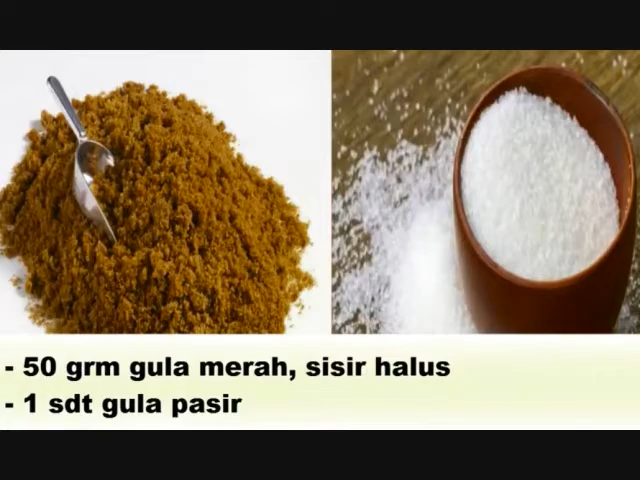 - 50 grm gula merah, sisir halus
- 1 sdt gula pasir